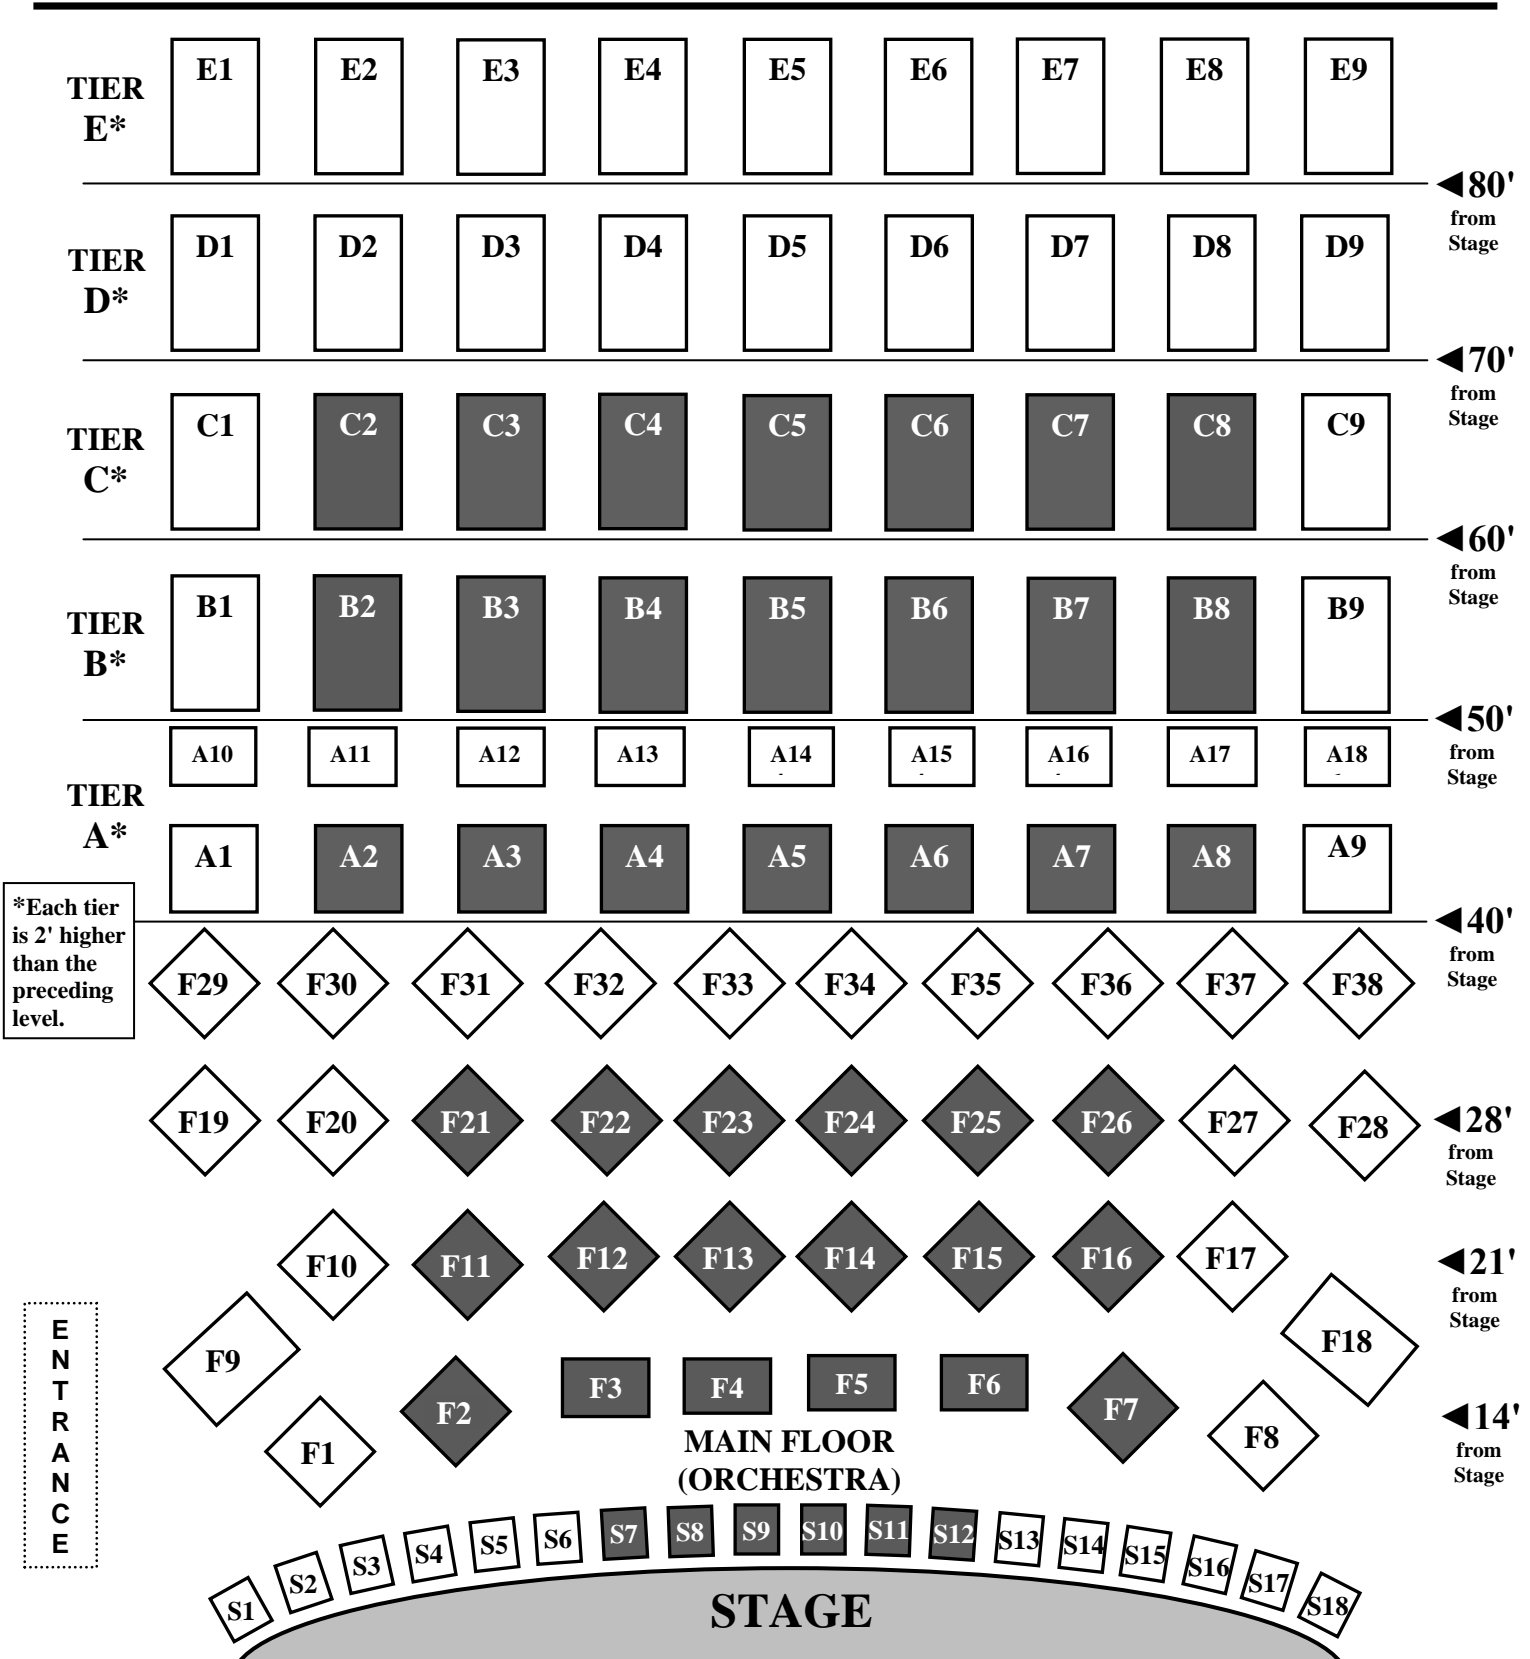 E1 E2 E3 E4 E5 E6 E7 E8 E9
TIER
E*
◄80'
from
Stage
D1 D2 D3 D4 D5 D6 D7 D8 D9
TIER
D*
◄70'
from
Stage
C1 C2 C3 C4 C5 C6 C7 C8 C9
TIER
C*
◄60'
from
Stage
B1 B2 B3 B4 B5 B6 B7 B8 B9
TIER
B*
◄50'
from
Stage
A10 A11 A12 A13 A14 A15 A16 A17 A18
TIER
A*
A1 A2 A3 A4 A5 A6 A7 A8 A9
*Each tier
is 2' higher
than the
preceding
level.
◄40'
from
Stage
F29 F30 F31 F32 F33 F34 F35 F36 F37 F38
F19 F20 F21 F22 F23 F24 F25 F26 F27 F28
◄28'
from
Stage
F10 F11 F12 F13 F14 F15 F16 F17
◄21'
from
Stage
F9 F18
ENTRANCE
F1 F2 F3 F4 F5 F6 F7 F8
◄14'
from
Stage
MAIN FLOOR
(ORCHESTRA)
S1 S2 S3 S4 S5 S6 S7 S8 S9 S10 S11 S12 S13 S14 S15 S16 S17 S18
STAGE